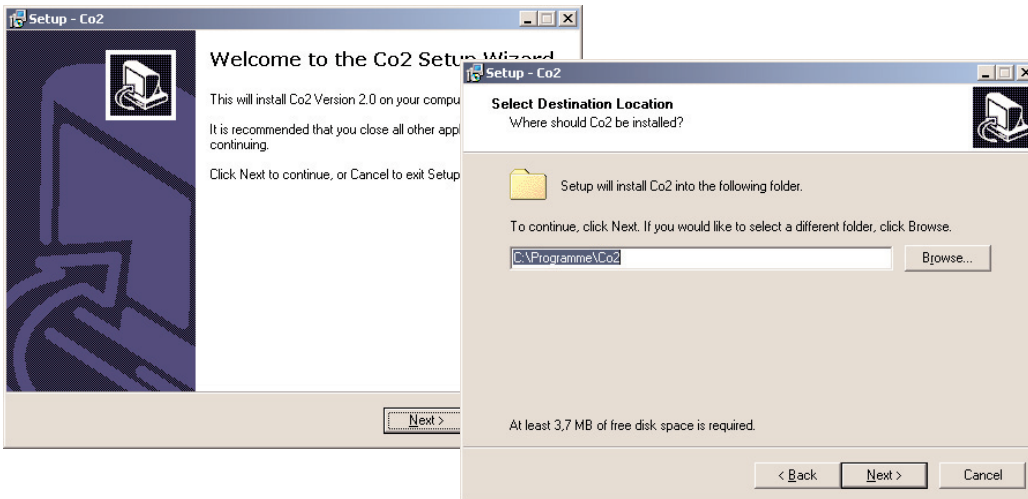 Setup - Co2
Welcome to the Co2 Setup Wizard
This will install Co2 Version 2.0 on your compu
It is recommended that you close all other appl
continuing.
Click Next to continue, or Cancel to exit Setup
Next >
Setup - Co2
Select Destination Location
Where should Co2 be installed?
Setup will install Co2 into the following folder.
To continue, click Next. If you would like to select a different folder, click Browse.
C:\Programme\Co2
Browse...
At least 3,7 MB of free disk space is required.
< Back
Next >
Cancel